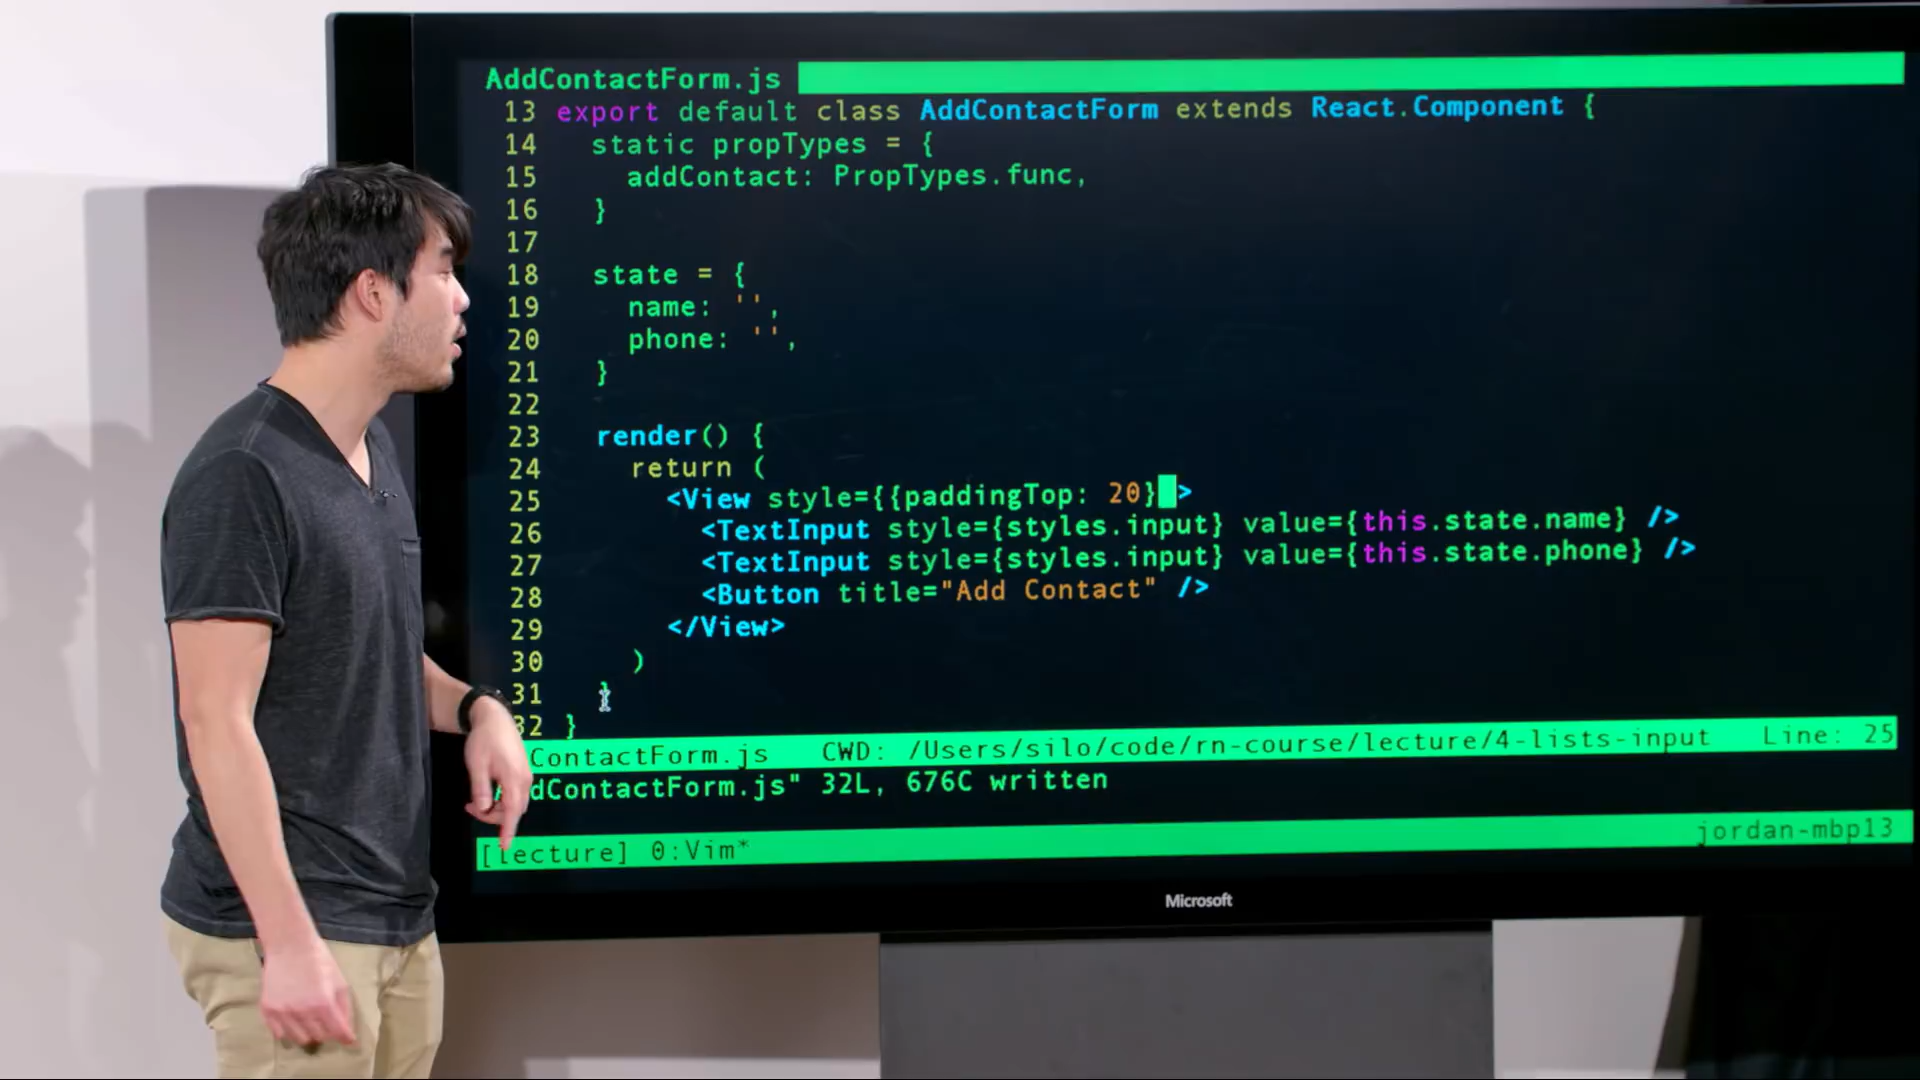 AddContactForm.js
13 export default class AddContactForm extends React.Component {
14 static propTypes = {
15 addContact: PropTypes.func,
16 }
17
18 state = {
19 name: '',
20 phone: '',
21 }
22
23 render() {
24 return (
25 <View style={{paddingTop: 20}}>
26 <TextInput style={styles.input} value={this.state.name} />
27 <TextInput style={styles.input} value={this.state.phone} />
28 <Button title="Add Contact" />
29 </View>
30 )
31 }
32 }
ContactForm.js CWD: /Users/silo/code/rn-course/lecture/4-lists-input Line: 25
dContactForm.js" 32L, 676C written
[lecture] 0:Vim* jordan-mbp13
Microsoft